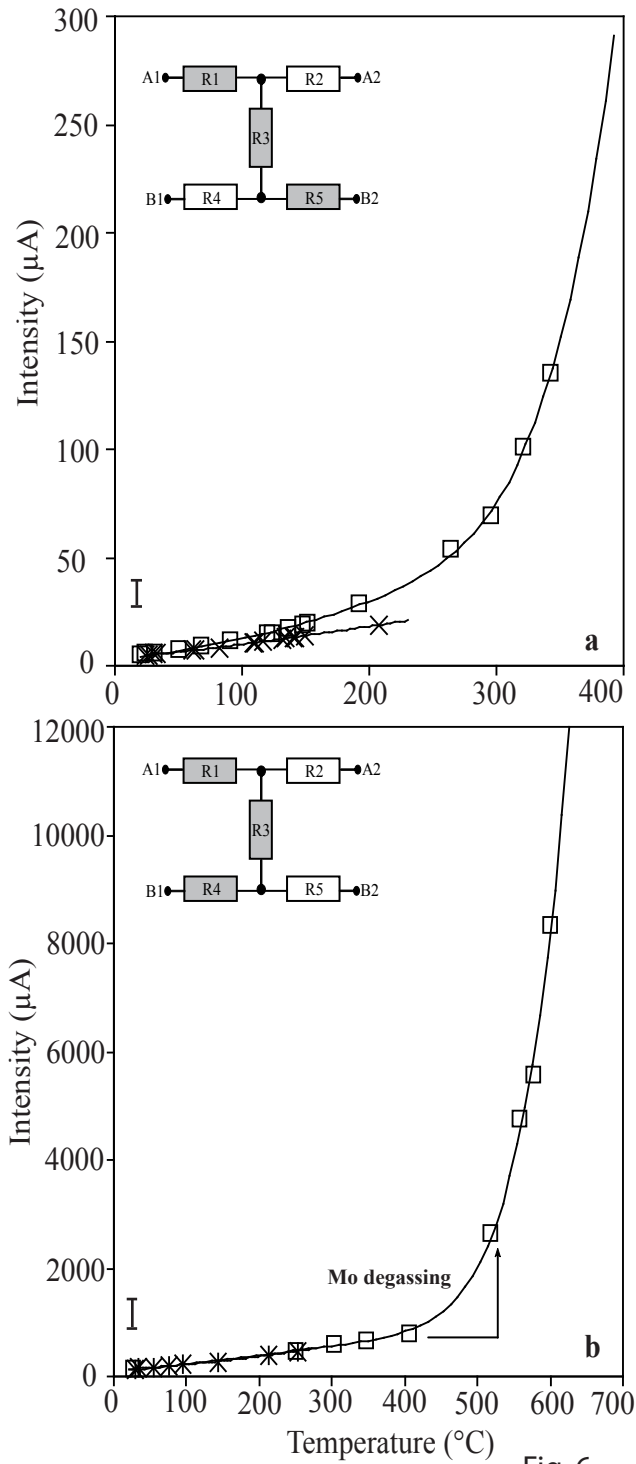 300
250
200
150
100
50
0
Intensity (µA)
A1 R1 R2 A2
R3
B1 R4 R5 B2
a
0 100 200 300 400
12000
10000
8000
6000
4000
2000
0
Intensity (µA)
A1 R1 R2 A2
R3
B1 R4 R5 B2
Mo degassing
b
0 100 200 300 400 500 600 700
Temperature (°C)